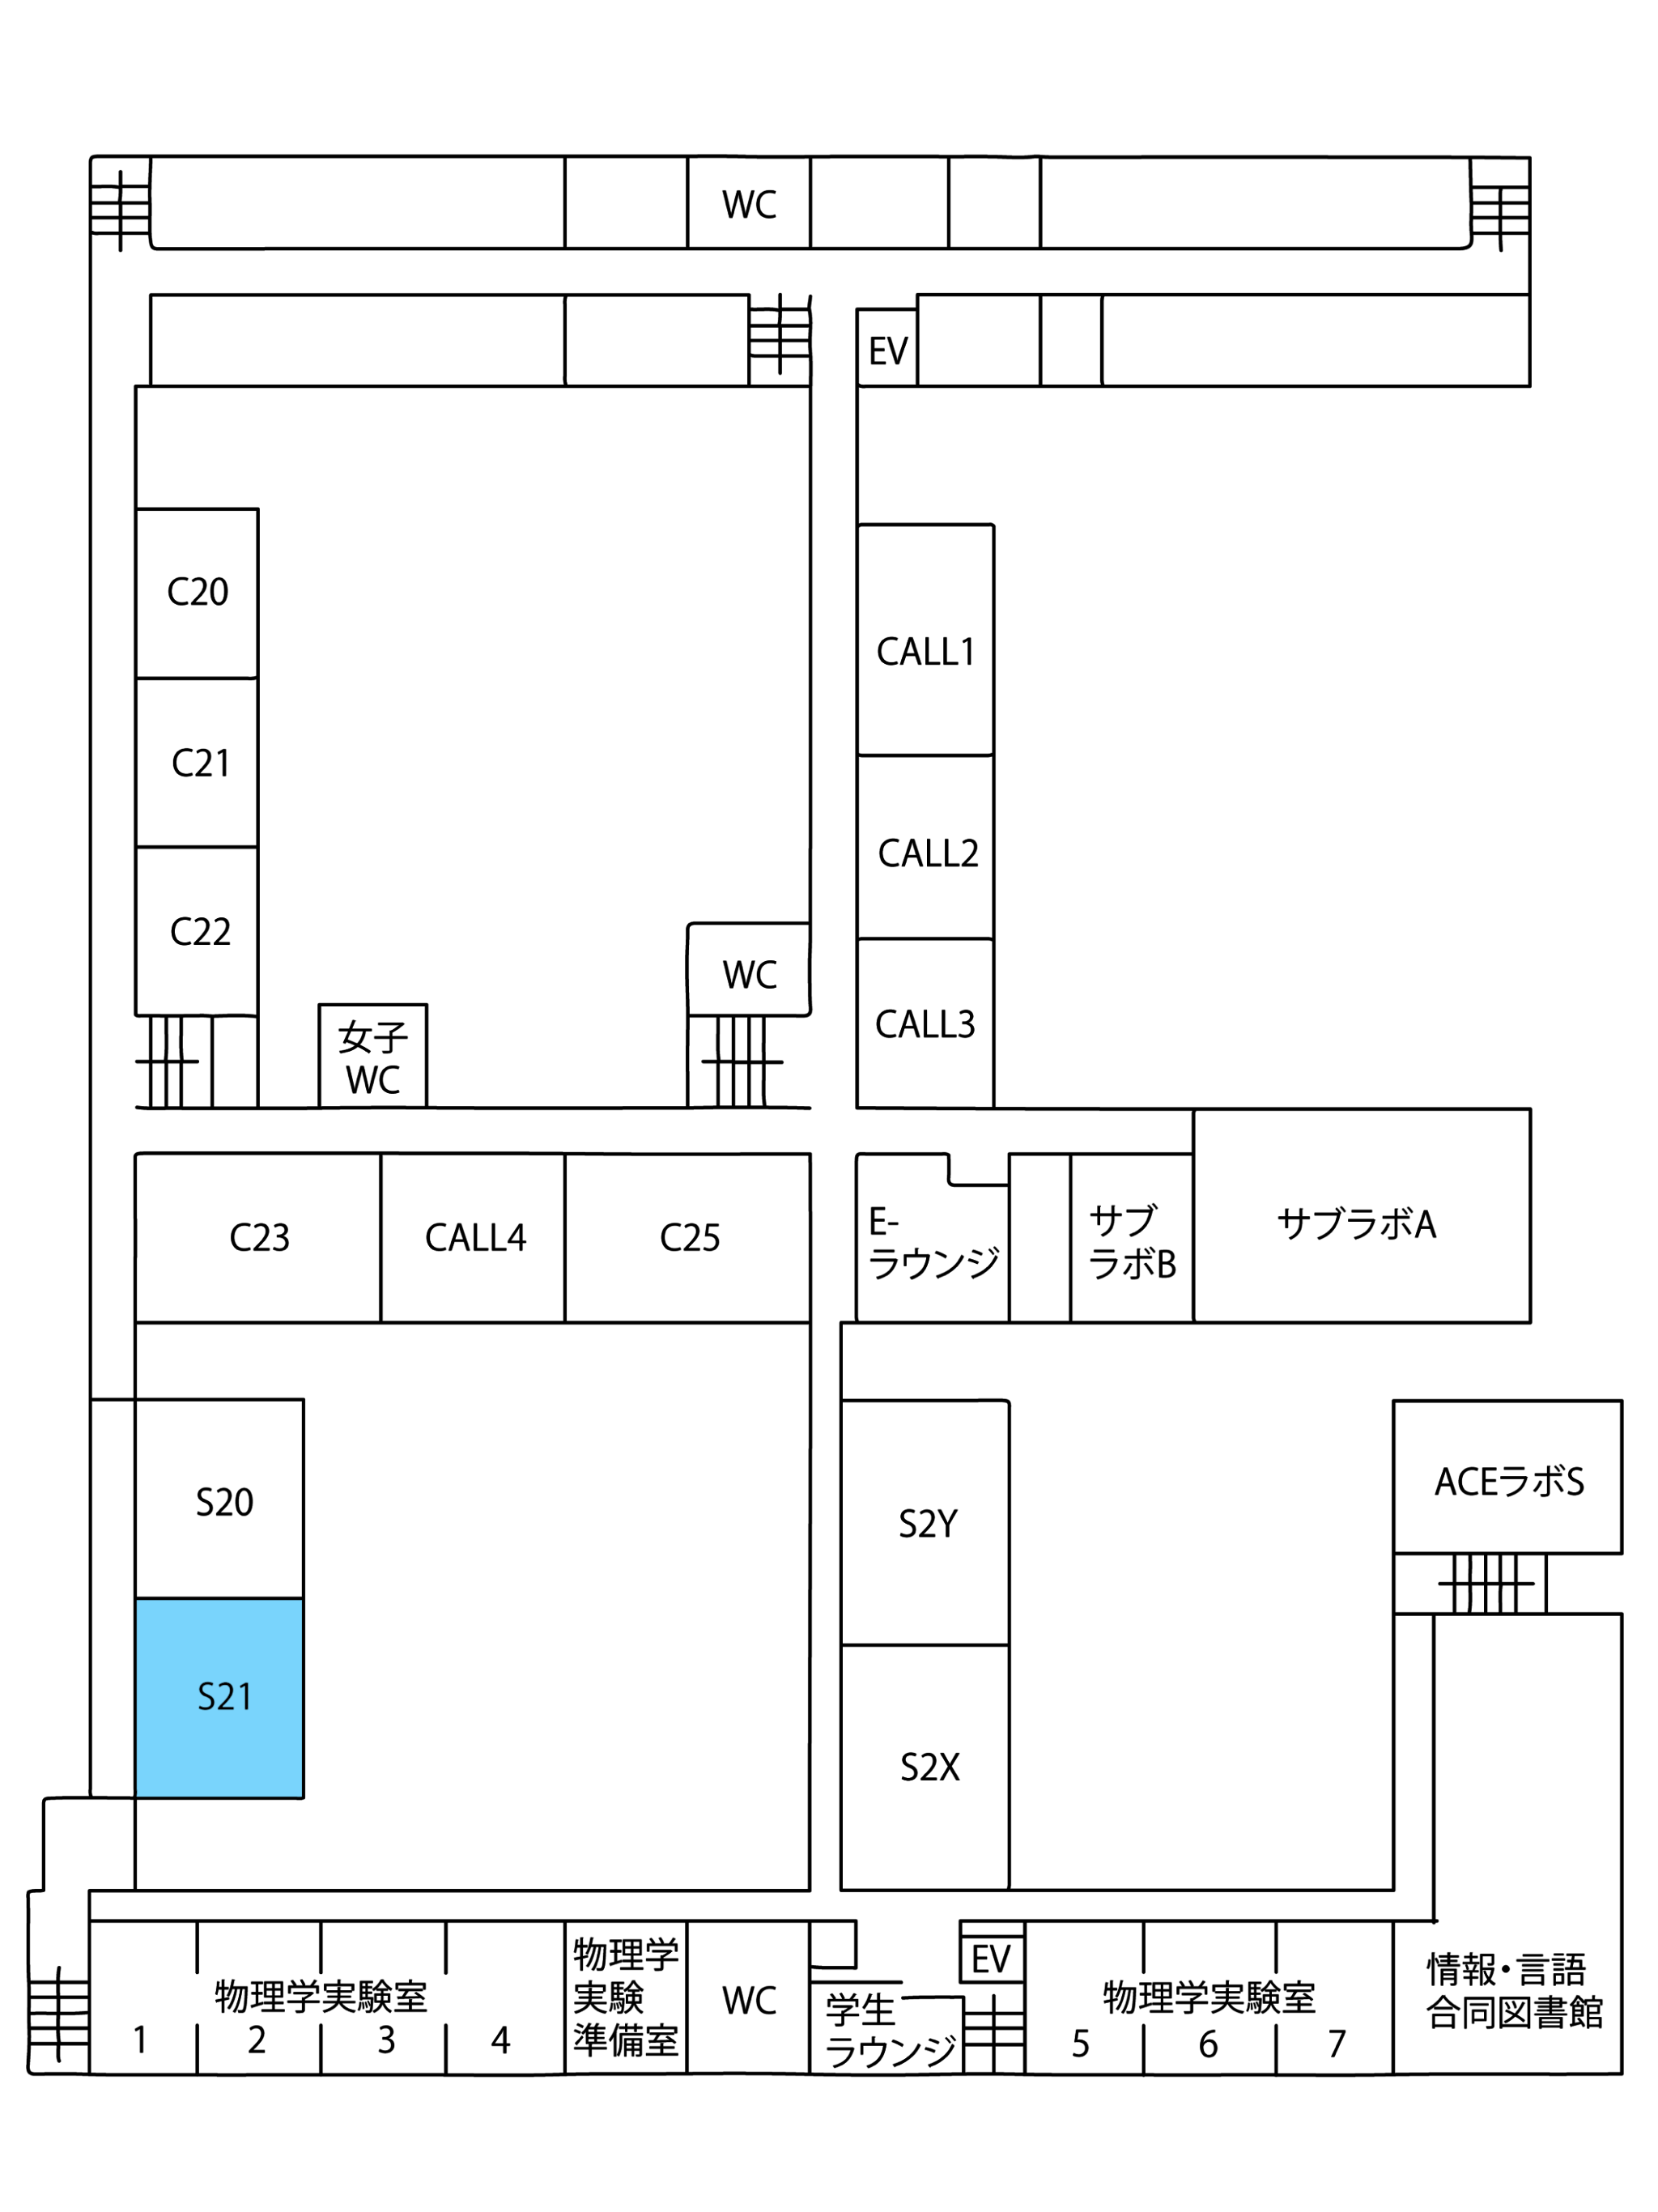 WC
EV
C20
CALL1
C21
CALL2
C22
WC
CALL3
女子
WC
C23
CALL4
C25
E-
ラウンジ
サブ
ラボB
サブラボA
S20
S2Y
ACEラボS
S21
S2X
物理学実験室
1
2
3
4
物理学
実験
準備室
WC
学生
ラウンジ
EV
物理学実験室
5
6
7
情報・言語
合同図書館